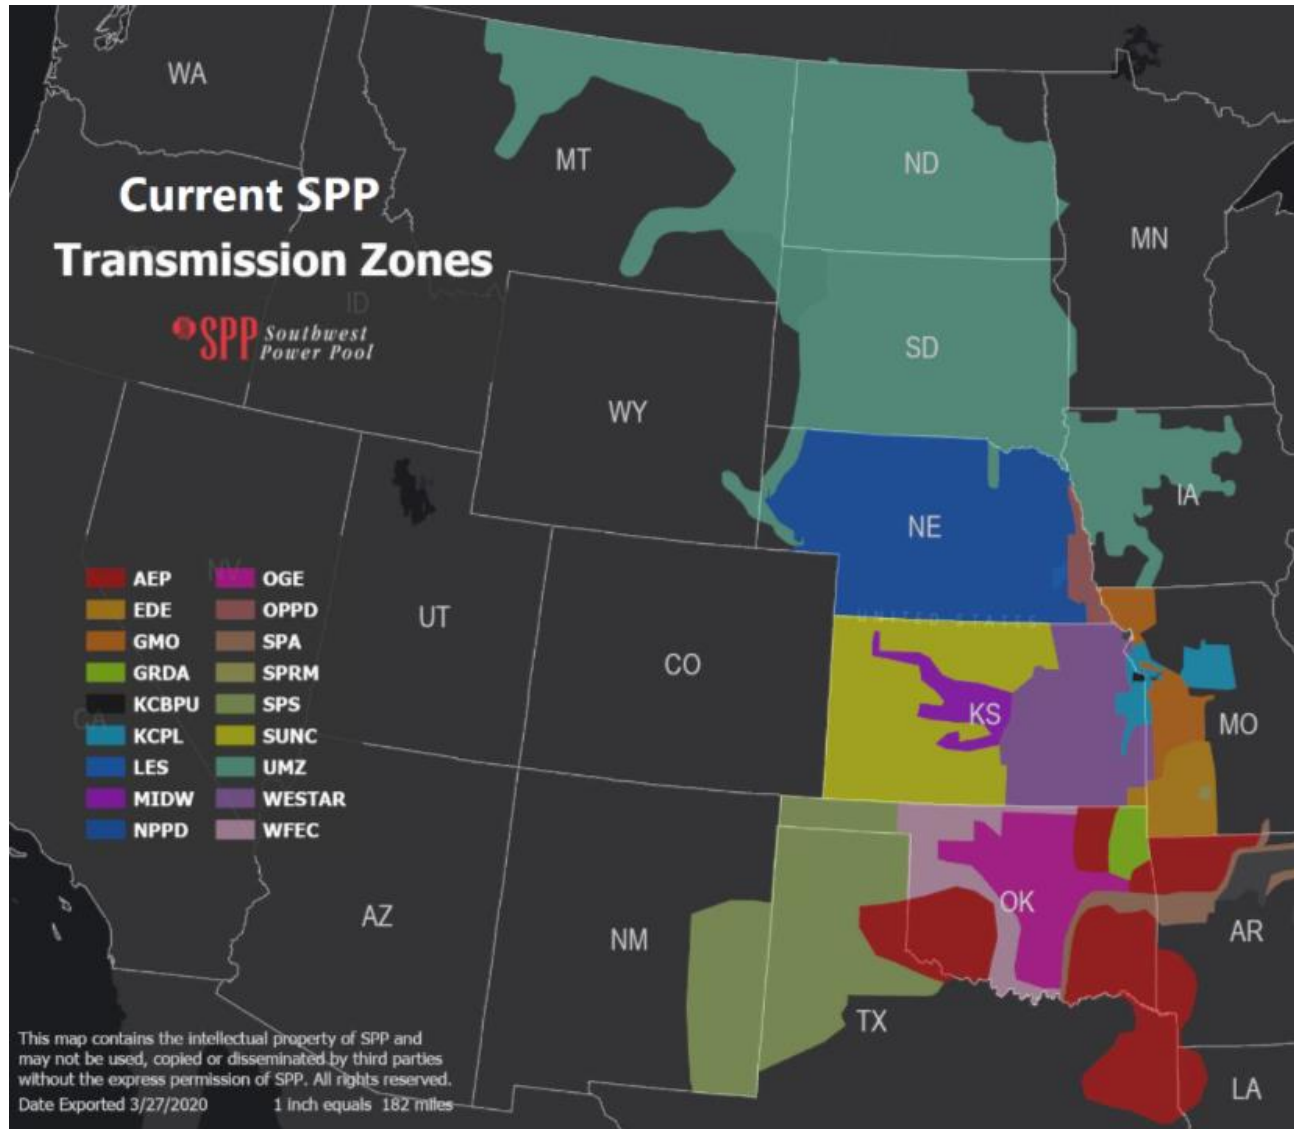 WA
MT
ND
MN
Current SPP
Transmission Zones
ID
SPP Southwest
Power Pool
SD
WY
IA
NE
NV
UNITED STATES
AEP OGE
EDE OPPD
GMO SPA
GRDA SPRM
KCBPU SPS
KCPL SUNC
LES UMZ
MIDW WESTAR
NPPD WFEC
UT
CO
CA
KS
MO
AZ
NM
OK
AR
TX
LA
This map contains the intellectual property of SPP and
may not be used, copied or disseminated by third parties
without the express permission of SPP. All rights reserved.
Date Exported 3/27/2020 1 inch equals 182 miles